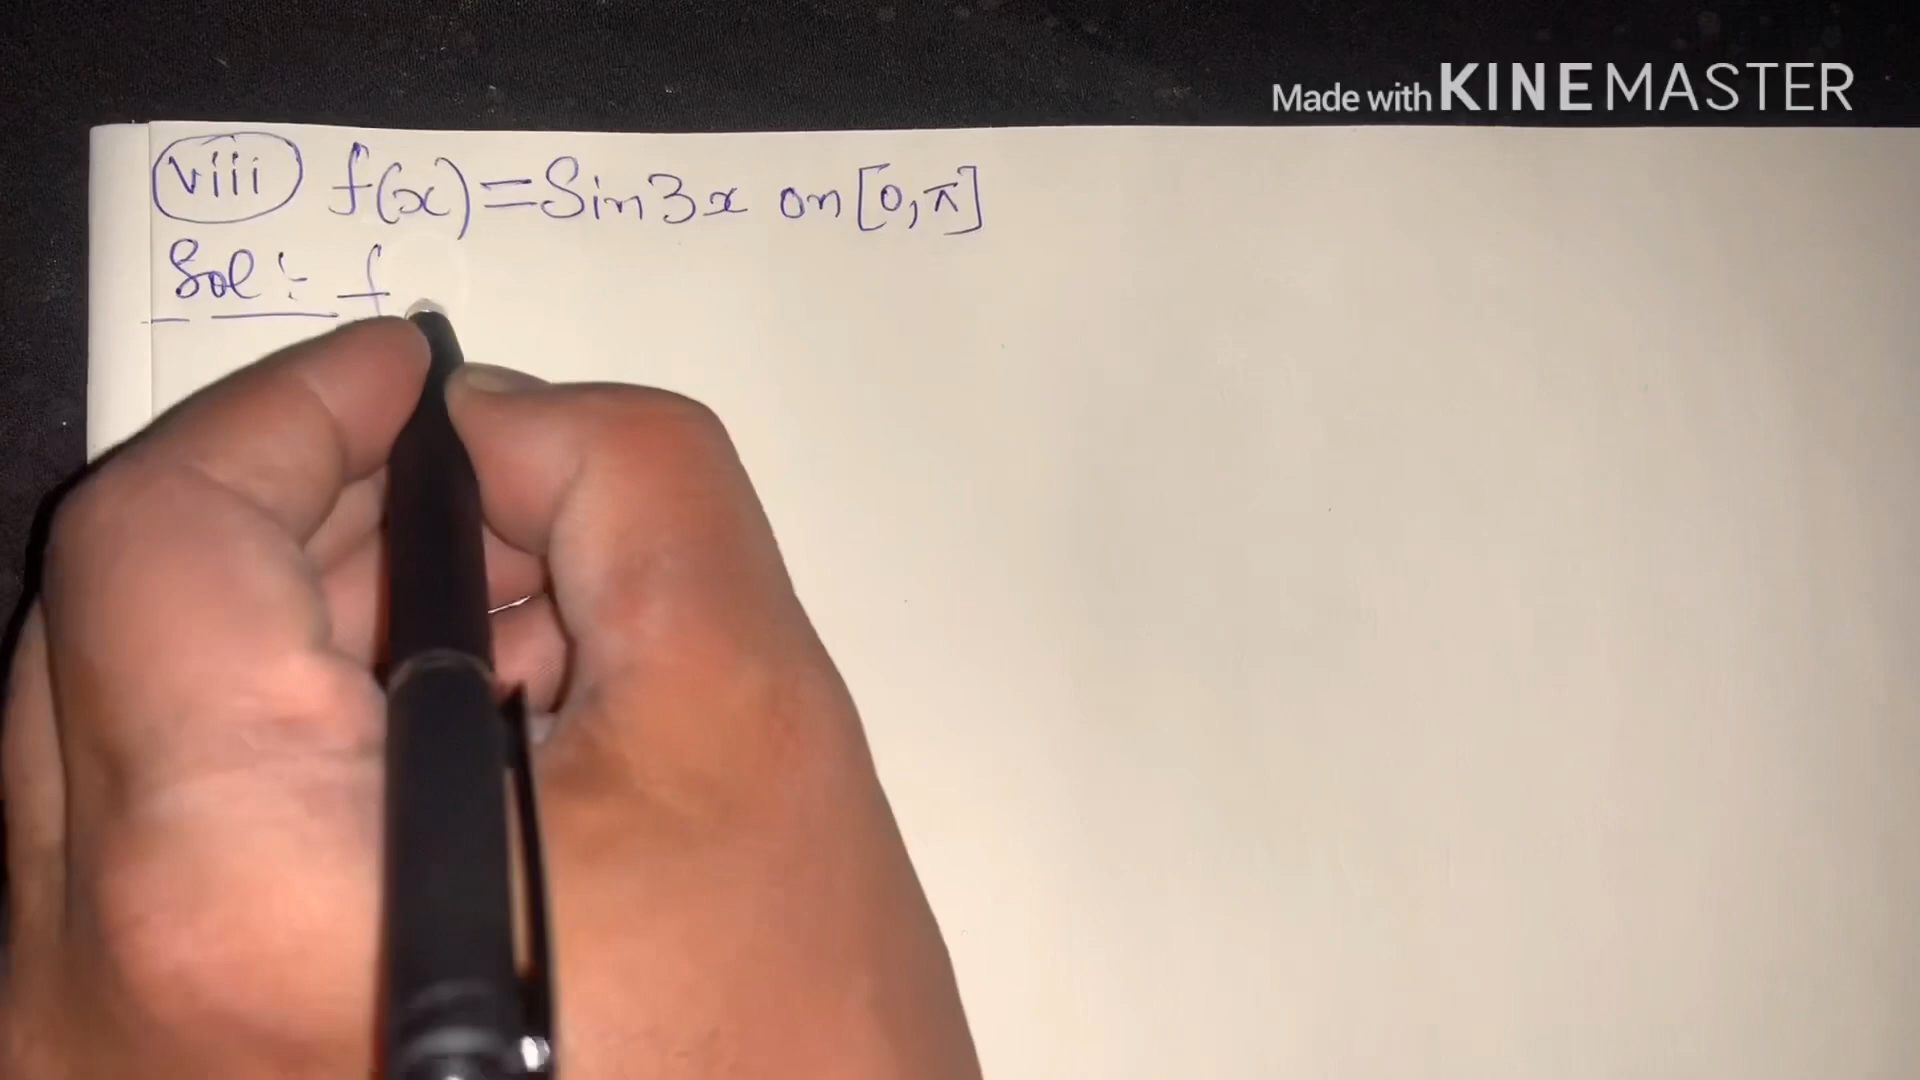 Made with KINEMASTER
viii f(x)=Sin3x on [0,π]
Sol:- f